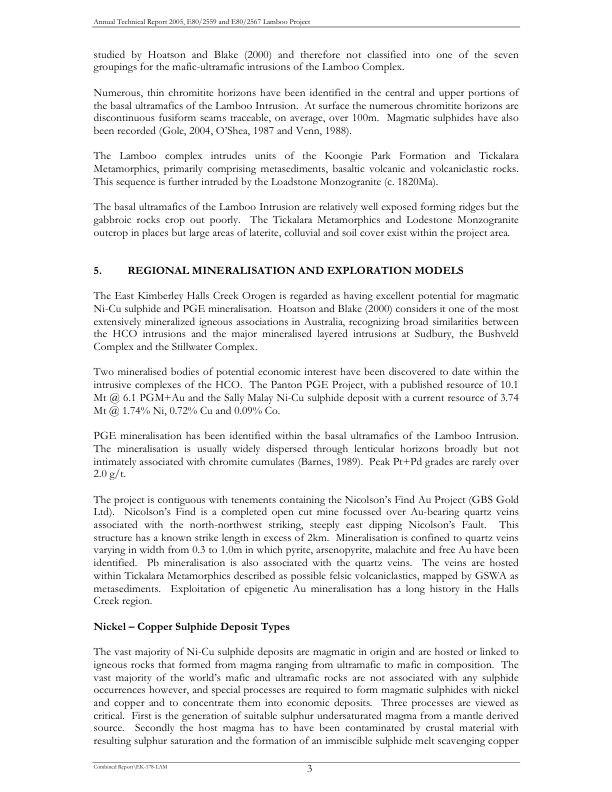 Annual Technical Report 2005, E80/2559 and E80/2567 Lamboo Project
studied by Hoatson and Blake (2000) and therefore not classified into one of the seven
groupings for the mafic-ultramafic intrusions of the Lamboo Complex.
Numerous, thin chromitite horizons have been identified in the central and upper portions of
the basal ultramafics of the Lamboo Intrusion. At surface the numerous chromitite horizons are
discontinuous fusiform seams traceable, on average, over 100m. Magmatic sulphides have also
been recorded (Gole, 2004, O'Shea, 1987 and Venn, 1988).
The Lamboo complex intrudes units of the Koongie Park Formation and Tickalara
Metamorphics, primarily comprising metasediments, basaltic volcanic and volcaniclastic rocks.
This sequence is further intruded by the Loadstone Monzogranite (c. 1820Ma).
The basal ultramafics of the Lamboo Intrusion are relatively well exposed forming ridges but the
gabbroic rocks crop out poorly. The Tickalara Metamorphics and Lodestone Monzogranite
outcrop in places but large areas of laterite, colluvial and soil cover exist within the project area.
5. REGIONAL MINERALISATION AND EXPLORATION MODELS
The East Kimberley Halls Creek Orogen is regarded as having excellent potential for magmatic
Ni-Cu sulphide and PGE mineralisation. Hoatson and Blake (2000) considers it one of the most
extensively mineralized igneous associations in Australia, recognizing broad similarities between
the HCO intrusions and the major mineralised layered intrusions at Sudbury, the Bushveld
Complex and the Stillwater Complex.
Two mineralised bodies of potential economic interest have been discovered to date within the
intrusive complexes of the HCO. The Panton PGE Project, with a published resource of 10.1
Mt @ 6.1 PGM+Au and the Sally Malay Ni-Cu sulphide deposit with a current resource of 3.74
Mt @ 1.74% Ni, 0.72% Cu and 0.09% Co.
PGE mineralisation has been identified within the basal ultramafics of the Lamboo Intrusion.
The mineralisation is usually widely dispersed through lenticular horizons broadly but not
intimately associated with chromite cumulates (Barnes, 1989). Peak Pt+Pd grades are rarely over
2.0 g/t.
The project is contiguous with tenements containing the Nicolson's Find Au Project (GBS Gold
Ltd). Nicolson's Find is a completed open cut mine focussed over Au-bearing quartz veins
associated with the north-northwest striking, steeply east dipping Nicolson's Fault. This
structure has a known strike length in excess of 2km. Mineralisation is confined to quartz veins
varying in width from 0.3 to 1.0m in which pyrite, arsenopyrite, malachite and free Au have been
identified. Pb mineralisation is also associated with the quartz veins. The veins are hosted
within Tickalara Metamorphics described as possible felsic volcaniclastics, mapped by GSWA as
metasediments. Exploitation of epigenetic Au mineralisation has a long history in the Halls
Creek region.
Nickel – Copper Sulphide Deposit Types
The vast majority of Ni-Cu sulphide deposits are magmatic in origin and are hosted or linked to
igneous rocks that formed from magma ranging from ultramafic to mafic in composition. The
vast majority of the world's mafic and ultramafic rocks are not associated with any sulphide
occurrences however, and special processes are required to form magmatic sulphides with nickel
and copper and to concentrate them into economic deposits. Three processes are viewed as
critical. First is the generation of suitable sulphur undersaturated magma from a mantle derived
source. Secondly the host magma has to have been contaminated by crustal material with
resulting sulphur saturation and the formation of an immiscible sulphide melt scavenging copper
Combined Report\EK-178-LAM
3